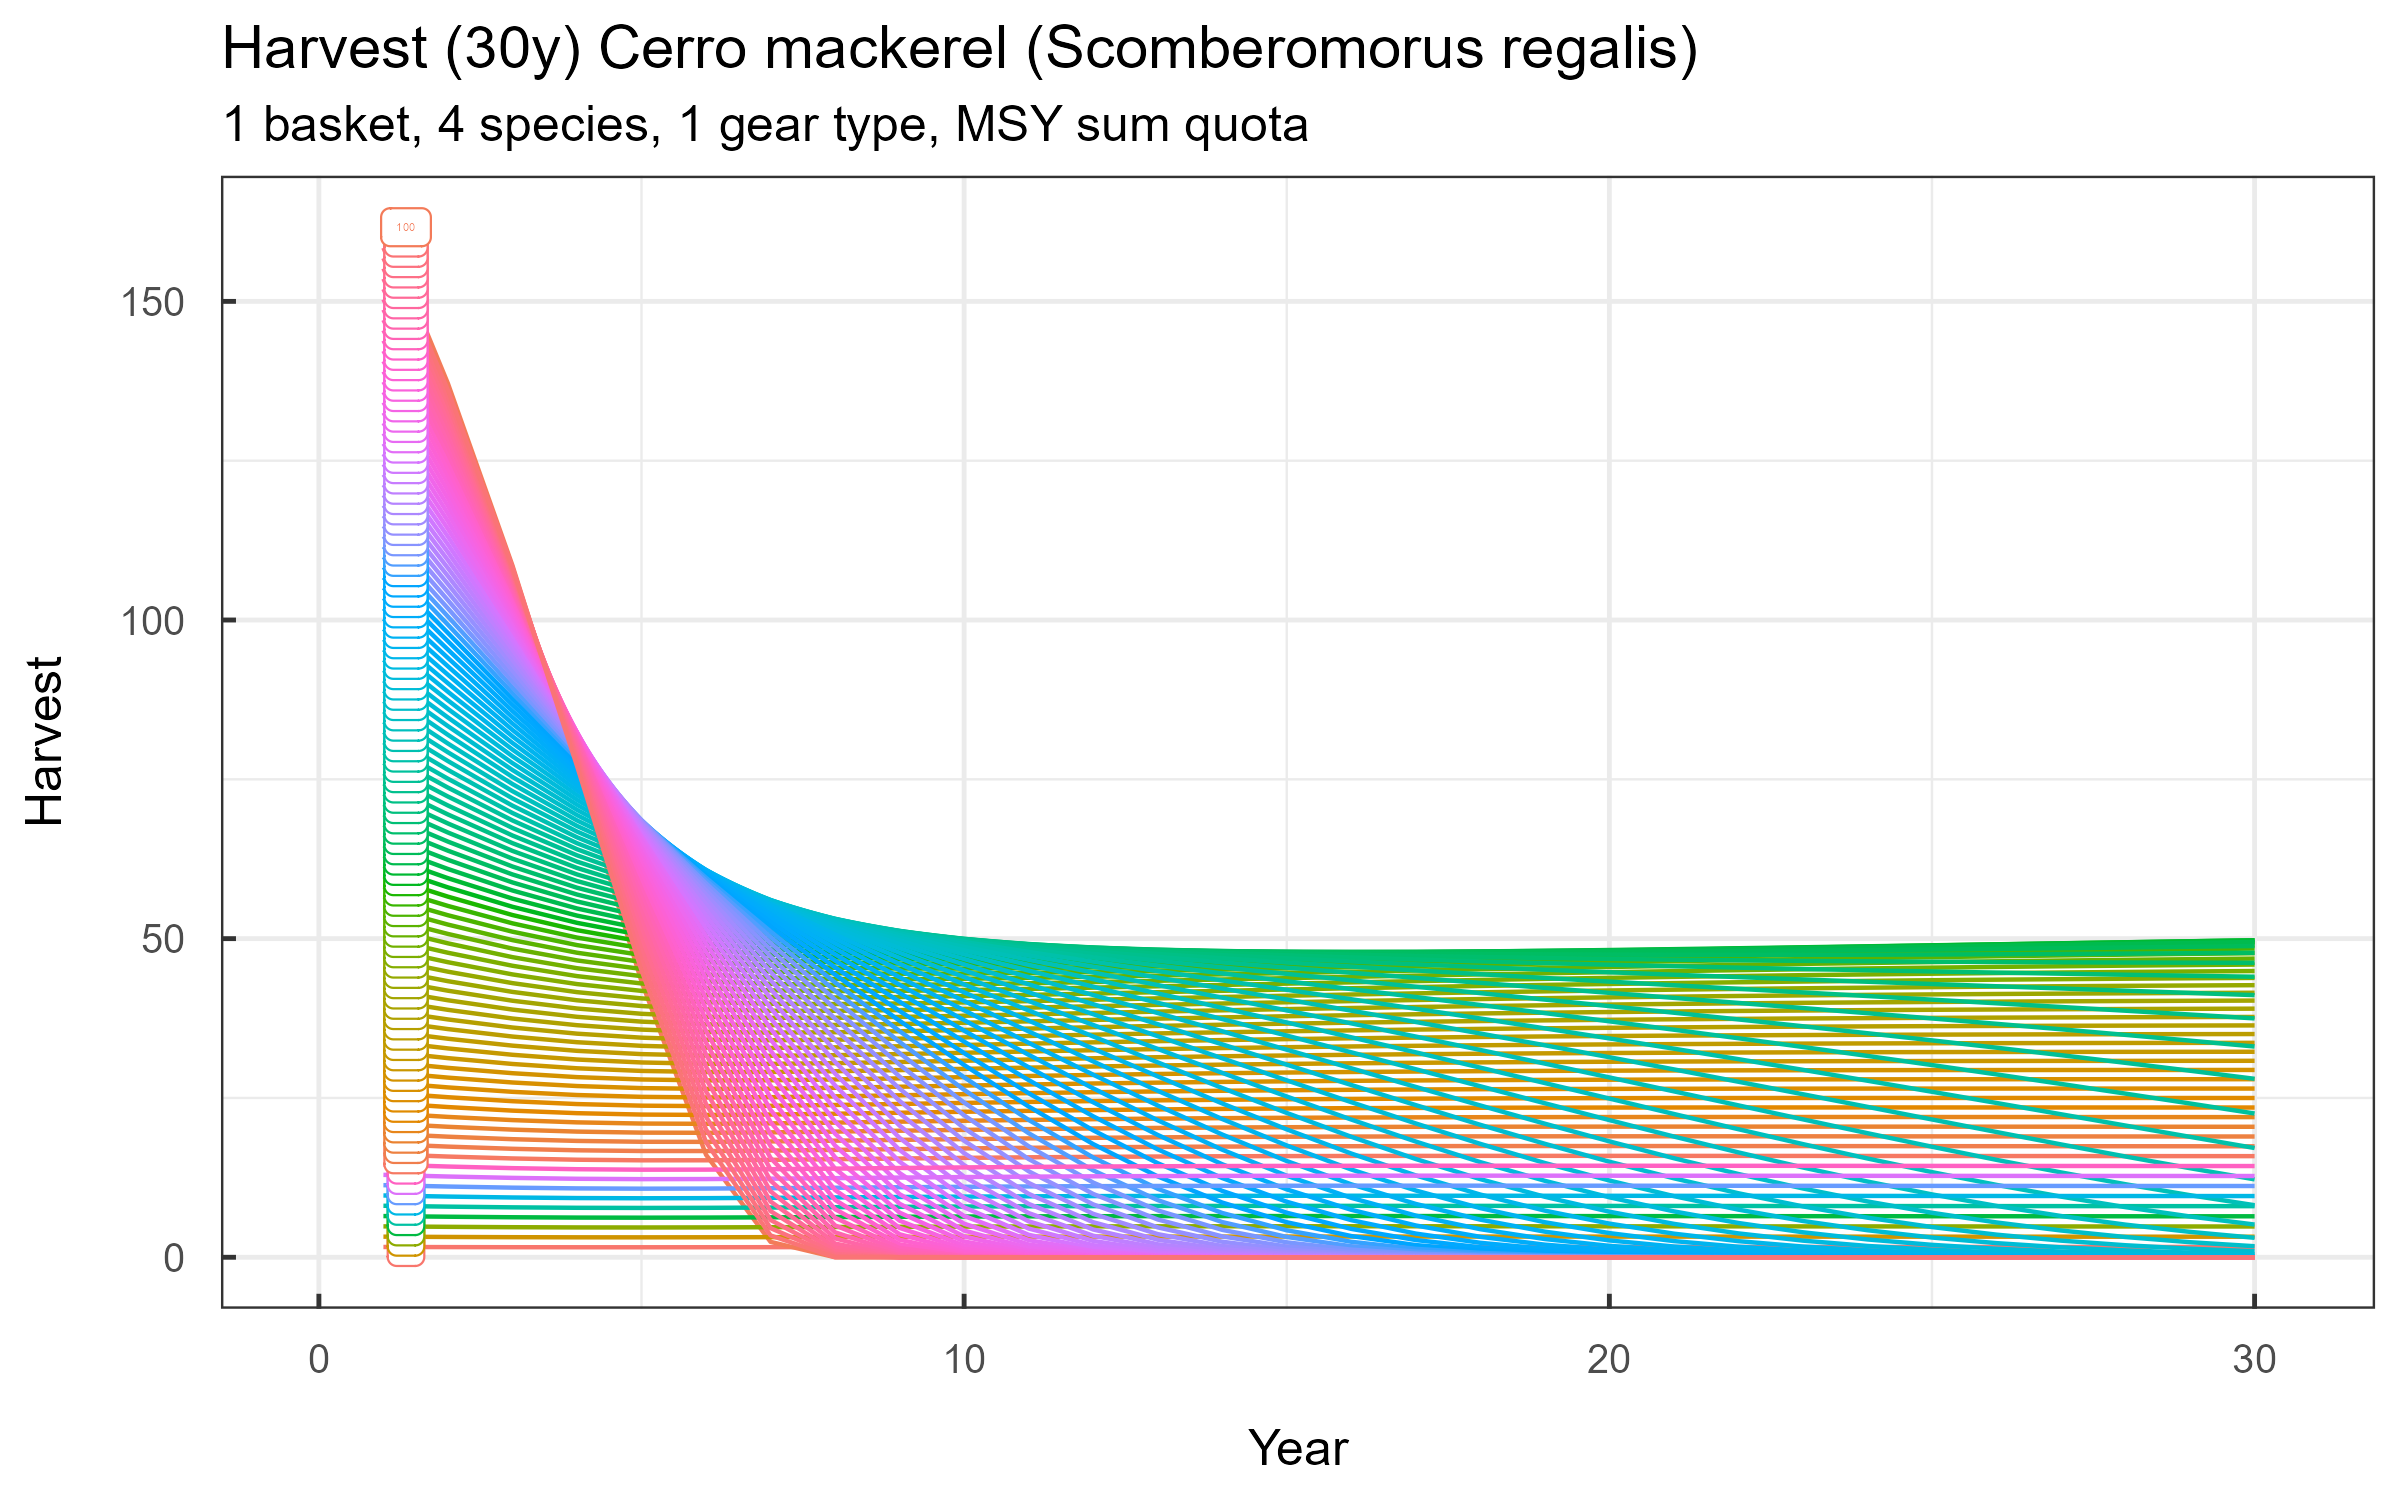 Harvest (30y) Cerro mackerel (Scomberomorus regalis)
1 basket, 4 species, 1 gear type, MSY sum quota
100
150
100
50
0
Harvest
0 10 20 30
Year